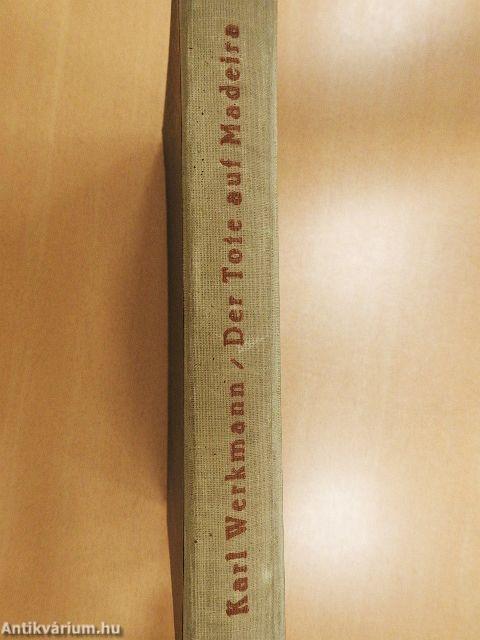 Karl Werkmann / Der Tote auf Madeira
Antikvárium.hu